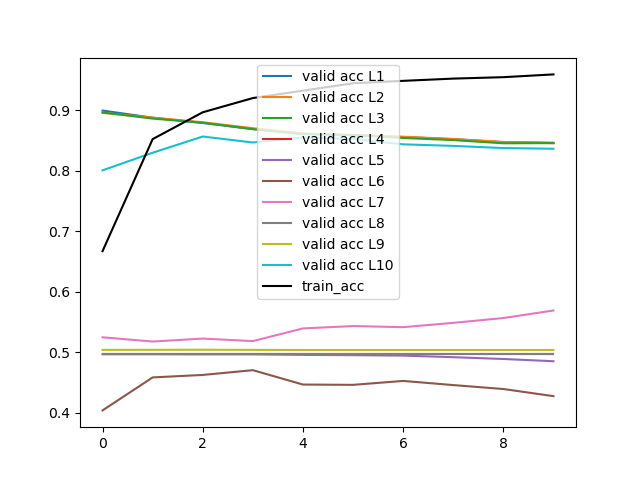 0.9
0.8
0.7
0.6
0.5
0.4
0 2 4 6 8
valid acc L1
valid acc L2
valid acc L3
valid acc L4
valid acc L5
valid acc L6
valid acc L7
valid acc L8
valid acc L9
valid acc L10
train_acc